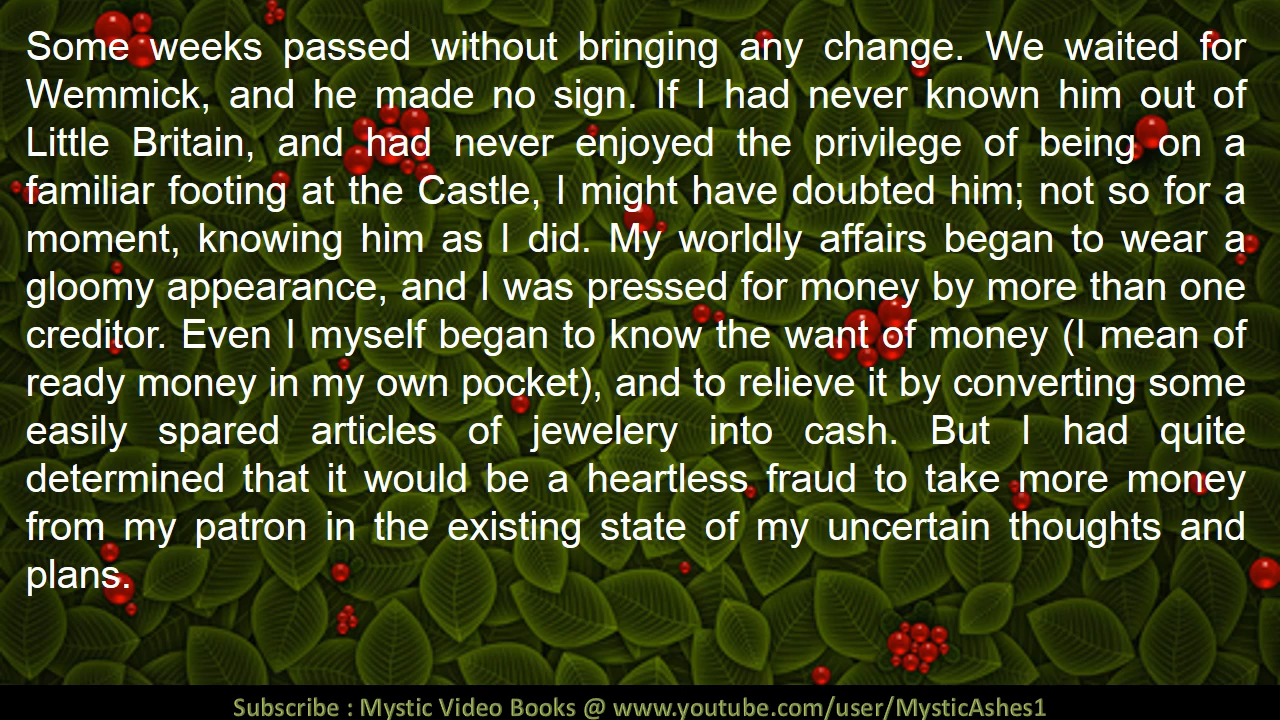 Some weeks passed without bringing any change. We waited for
Wemmick, and he made no sign. If I had never known him out of
Little Britain, and had never enjoyed the privilege of being on a
familiar footing at the Castle, I might have doubted him; not so for a
moment, knowing him as I did. My worldly affairs began to wear a
gloomy appearance, and I was pressed for money by more than one
creditor. Even I myself began to know the want of money (I mean of
ready money in my own pocket), and to relieve it by converting some
easily spared articles of jewelery into cash. But I had quite
determined that it would be a heartless fraud to take more money
from my patron in the existing state of my uncertain thoughts and
plans.
Subscribe : Mystic Video Books @ www.youtube.com/user/MysticAshes1